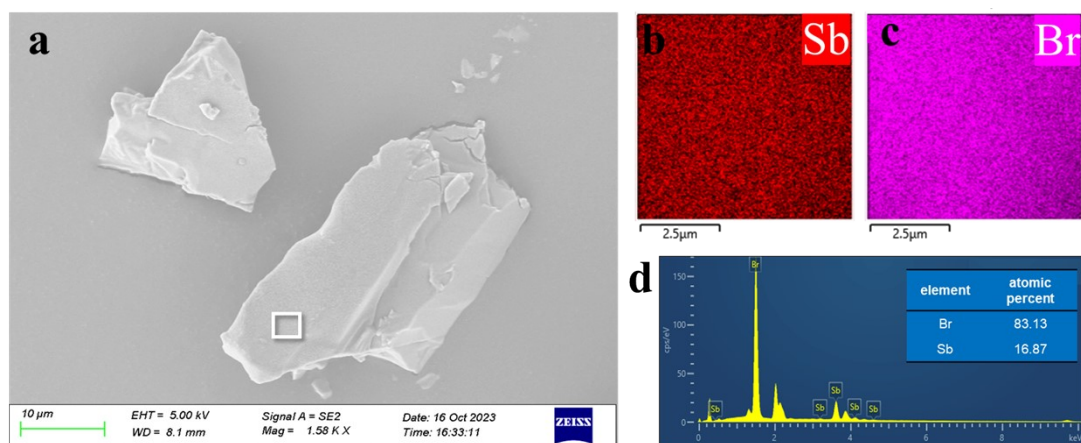 a
10 µm
EHT = 5.00 kV
WD = 8.1 mm
Signal A = SE2
Mag = 1.58 K X
Date: 16 Oct 2023
Time: 16:33:11
ZEISS
b
Sb
2.5µm
c
Br
2.5µm
d
cps/eV
150
100
50
0
Br
Sb
Sb
Sb
Sb
Sb
0
2
4
6
8
keV
element atomic percent
Br 83.13
Sb 16.87